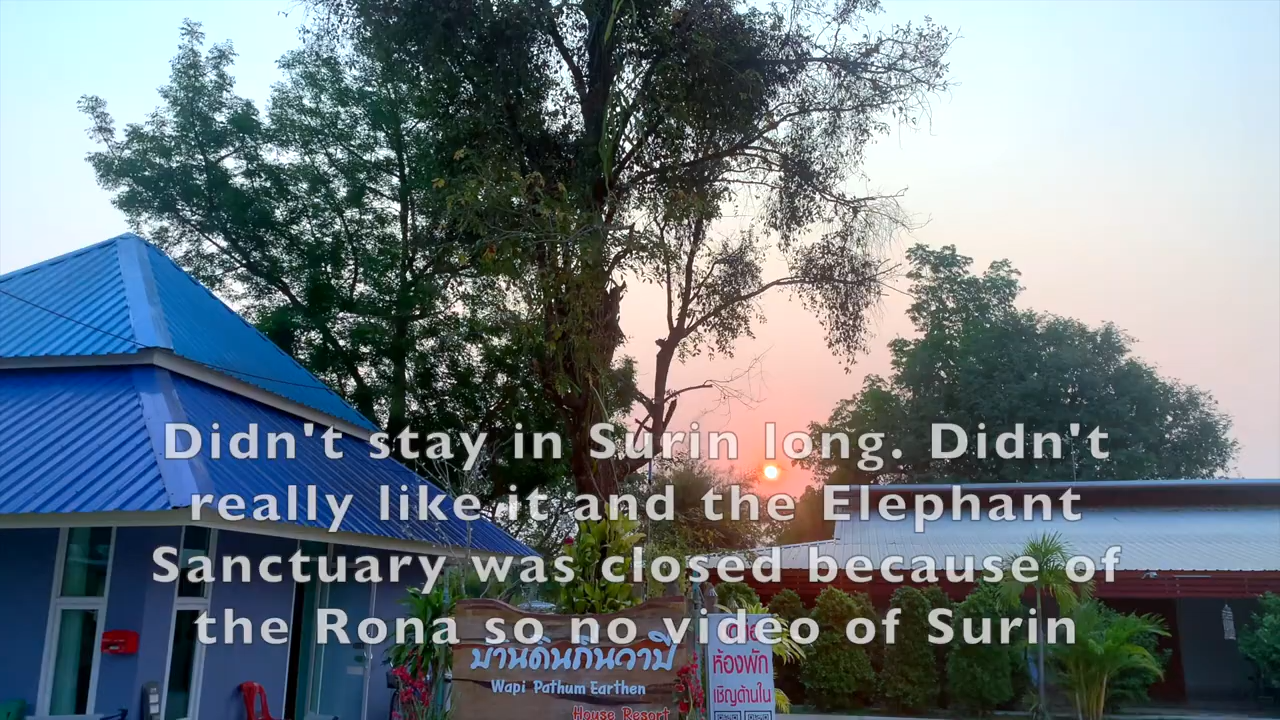 Didn't stay in Surin long. Didn't
really like it and the Elephant
Sanctuary was closed because of
the Rona so no video of Surin
บ้านดินถิ่นวาปี
Wapi Pathum Earthen
House Resort
ห้องพัก
เชิญด้านใน